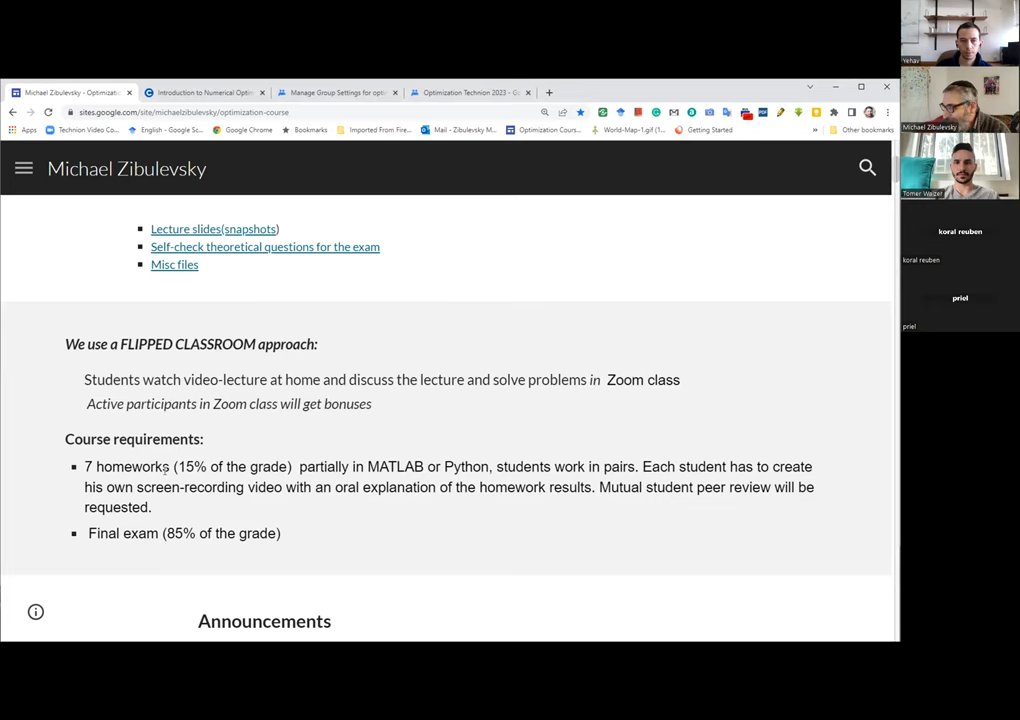 Michael Zibulevsky - Optimizatio
Introduction to Numerical Optim
Manage Group Settings for opti
Optimization Technion 2023 - Go
sites.google.com/site/michaelzibulevsky/optimization-course
Apps
Technion Video Co...
English - Google Sc...
Google Chrome
Bookmarks
Imported From Fire...
Mail - Zibulevsky M...
Optimization Cours...
World-Map-1.gif (1...
Getting Started
Other bookmarks
Michael Zibulevsky
Lecture slides(snapshots)
Self-check theoretical questions for the exam
Misc files
We use a FLIPPED CLASSROOM approach:
Students watch video-lecture at home and discuss the lecture and solve problems in Zoom class
Active participants in Zoom class will get bonuses
Course requirements:
7 homeworks (15% of the grade) partially in MATLAB or Python, students work in pairs. Each student has to create
his own screen-recording video with an oral explanation of the homework results. Mutual student peer review will be
requested.
Final exam (85% of the grade)
Announcements
Yehav
Michael Zibulevsky
Tomer Waizer
koral reuben
koral reuben
priel
priel